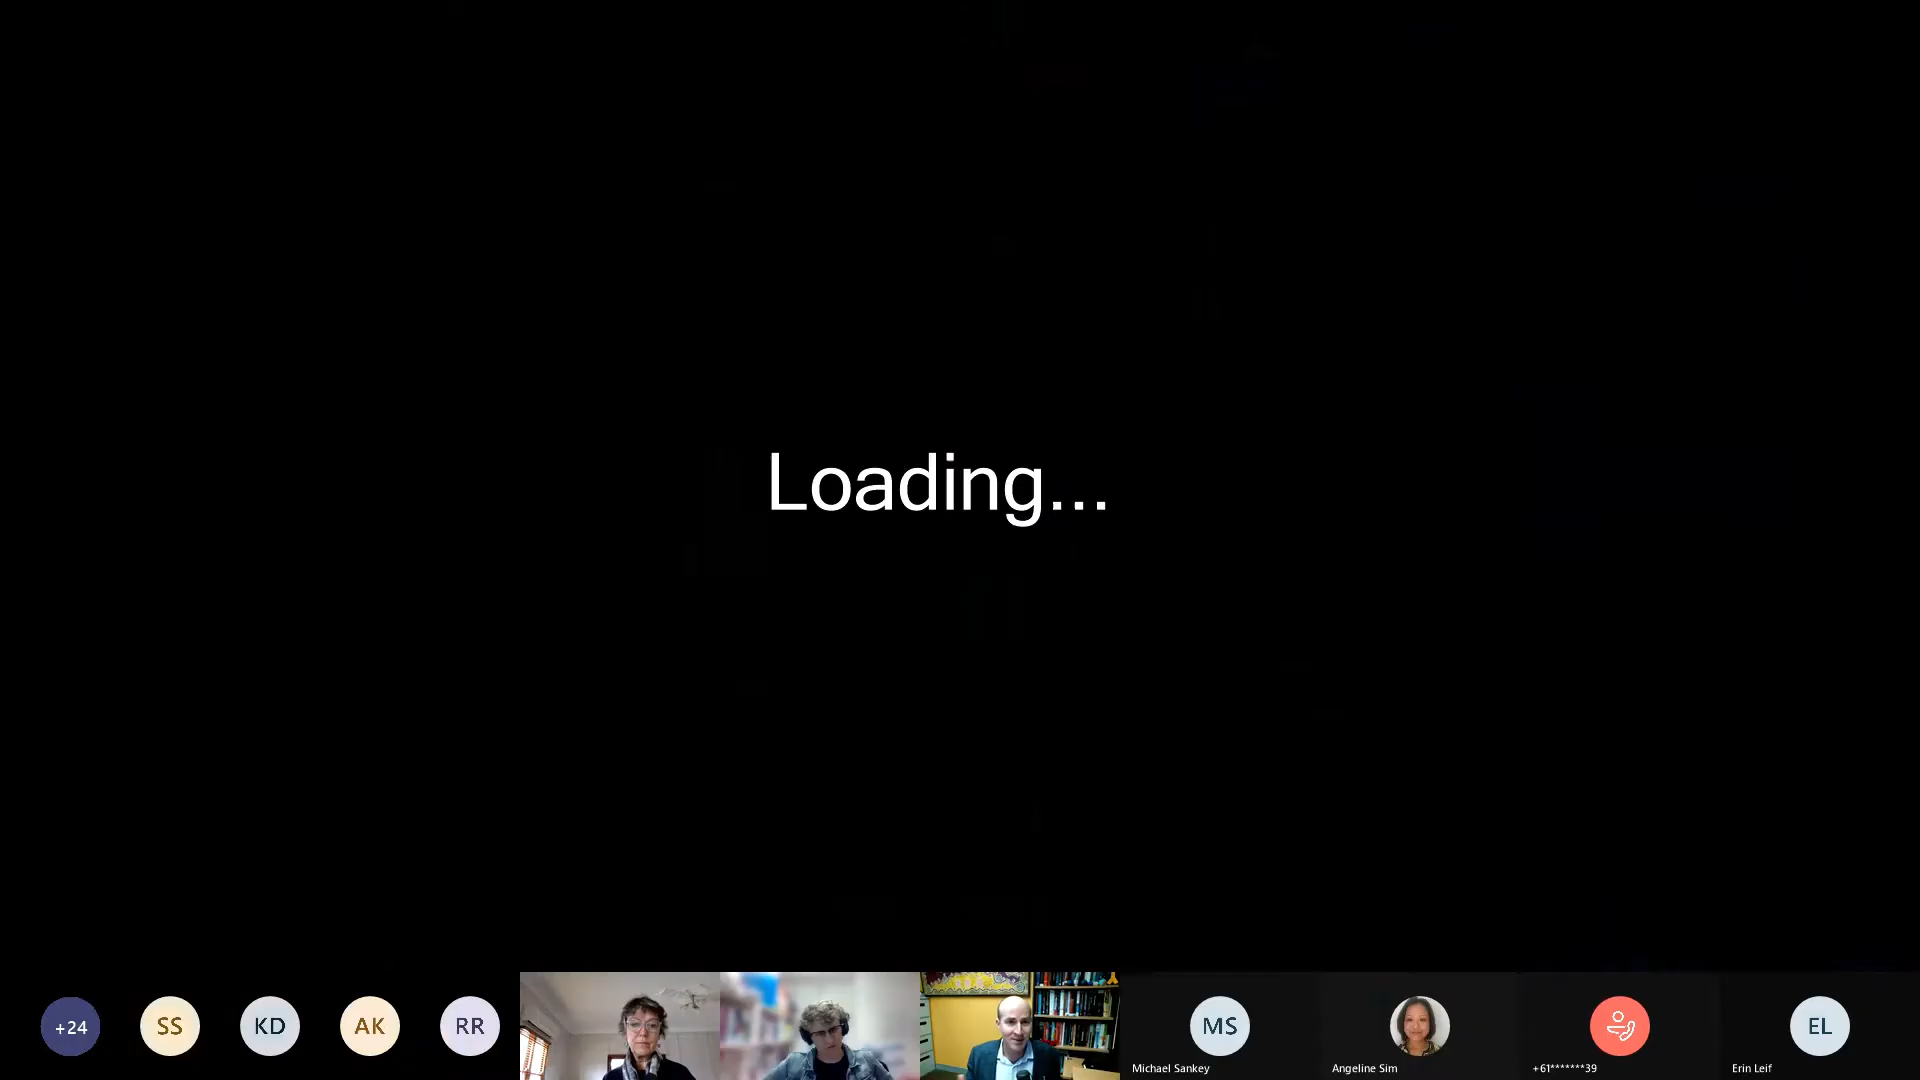 Loading...
+24
SS
KD
AK
RR
MS
EL
Michael Sankey
Angeline Sim
+61*******39
Erin Leif